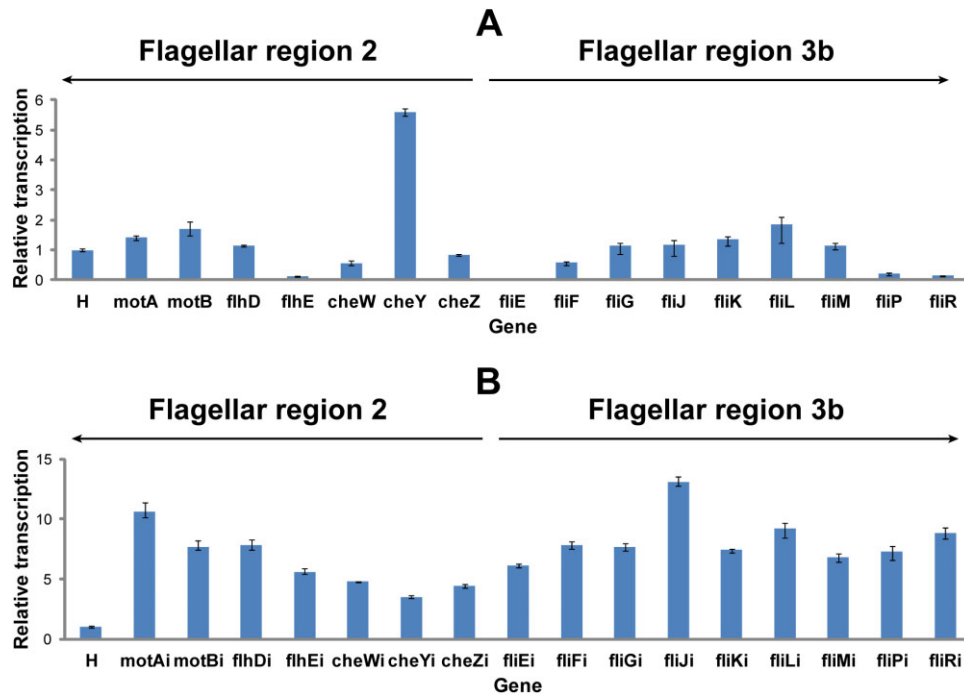 A
Flagellar region 2 Flagellar region 3b
Relative transcription
6
5
4
3
2
1
0
H motA motB flhD flhE cheW cheY cheZ fliE fliF fliG fliJ fliK fliL fliM fliP fliR
Gene
B
Flagellar region 2 Flagellar region 3b
Relative transcription
15
10
5
0
H motAi motBi flhDi flhEi cheWi cheYi cheZi fliEi fliFi fliGi fliJi fliKi fliLi fliMi fliPi fliRi
Gene